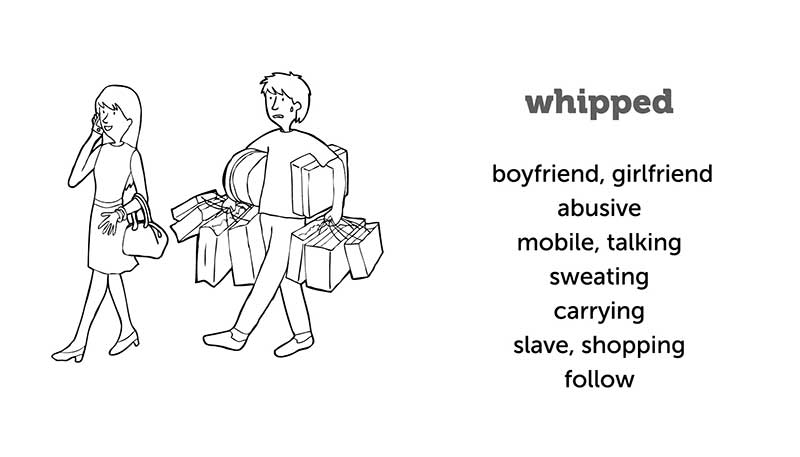 whipped
boyfriend, girlfriend
abusive
mobile, talking
sweating
carrying
slave, shopping
follow